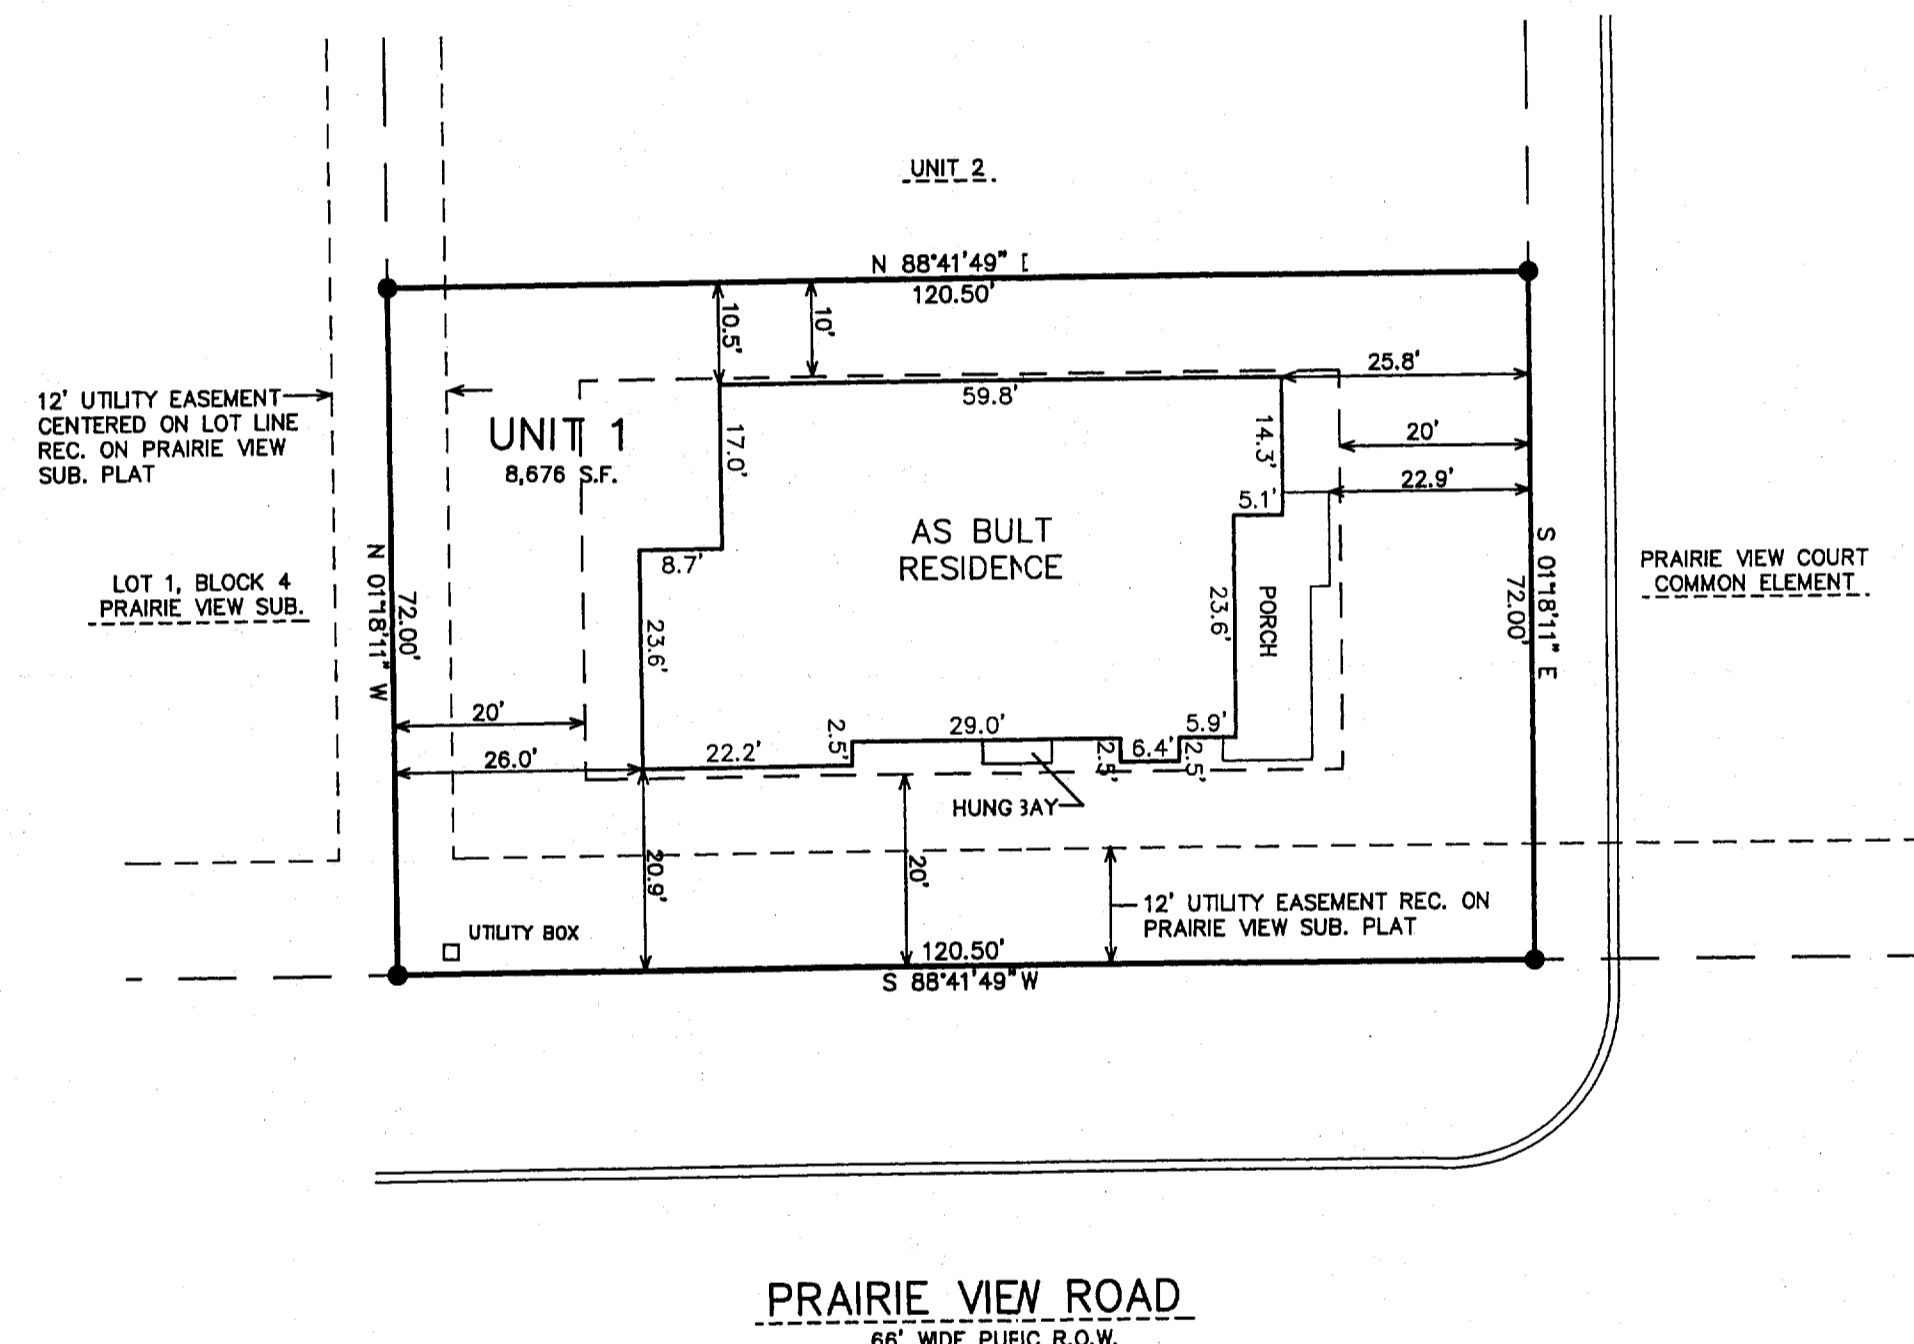 UNIT 2
N 88°41'49" E
120.50'
10.5'
10'
25.8'
59.8'
12' UTILITY EASEMENT
CENTERED ON LOT LINE
REC. ON PRAIRIE VIEW
SUB. PLAT
UNIT 1
8,676 S.F.
17.0'
14.3'
20'
22.9'
5.1'
AS BULT
RESIDENCE
8.7'
LOT 1, BLOCK 4
PRAIRIE VIEW SUB.
N 01°18'11" W
72.00'
23.6'
23.6'
PORCH
72.00'
S 01°18'11" E
PRAIRIE VIEW COURT
COMMON ELEMENT
20'
26.0'
22.2'
2.5'
29.0'
2.5'
6.4'
5.9'
2.5'
HUNG BAY
20.9'
20'
12' UTILITY EASEMENT REC. ON
PRAIRIE VIEW SUB. PLAT
UTILITY BOX
120.50'
S 88°41'49" W
PRAIRIE VIEW ROAD
66' WIDE R.O.W.